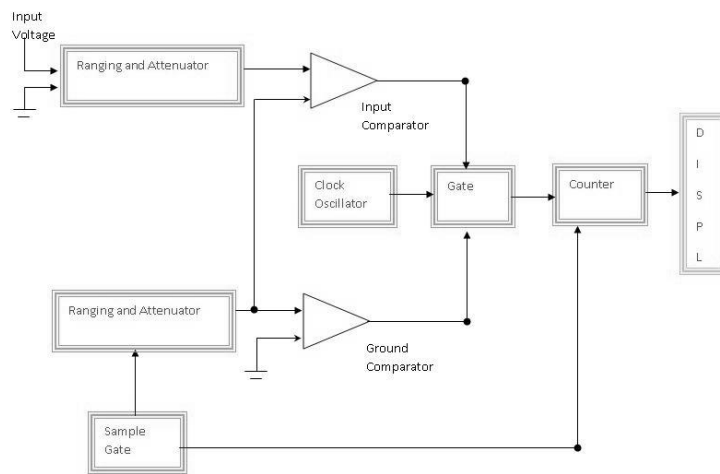 Input
Voltage
Ranging and Attenuator
Input
Comparator
Clock
Oscillator
Gate
Counter
D
I
S
P
L
Ranging and Attenuator
Ground
Comparator
Sample
Gate